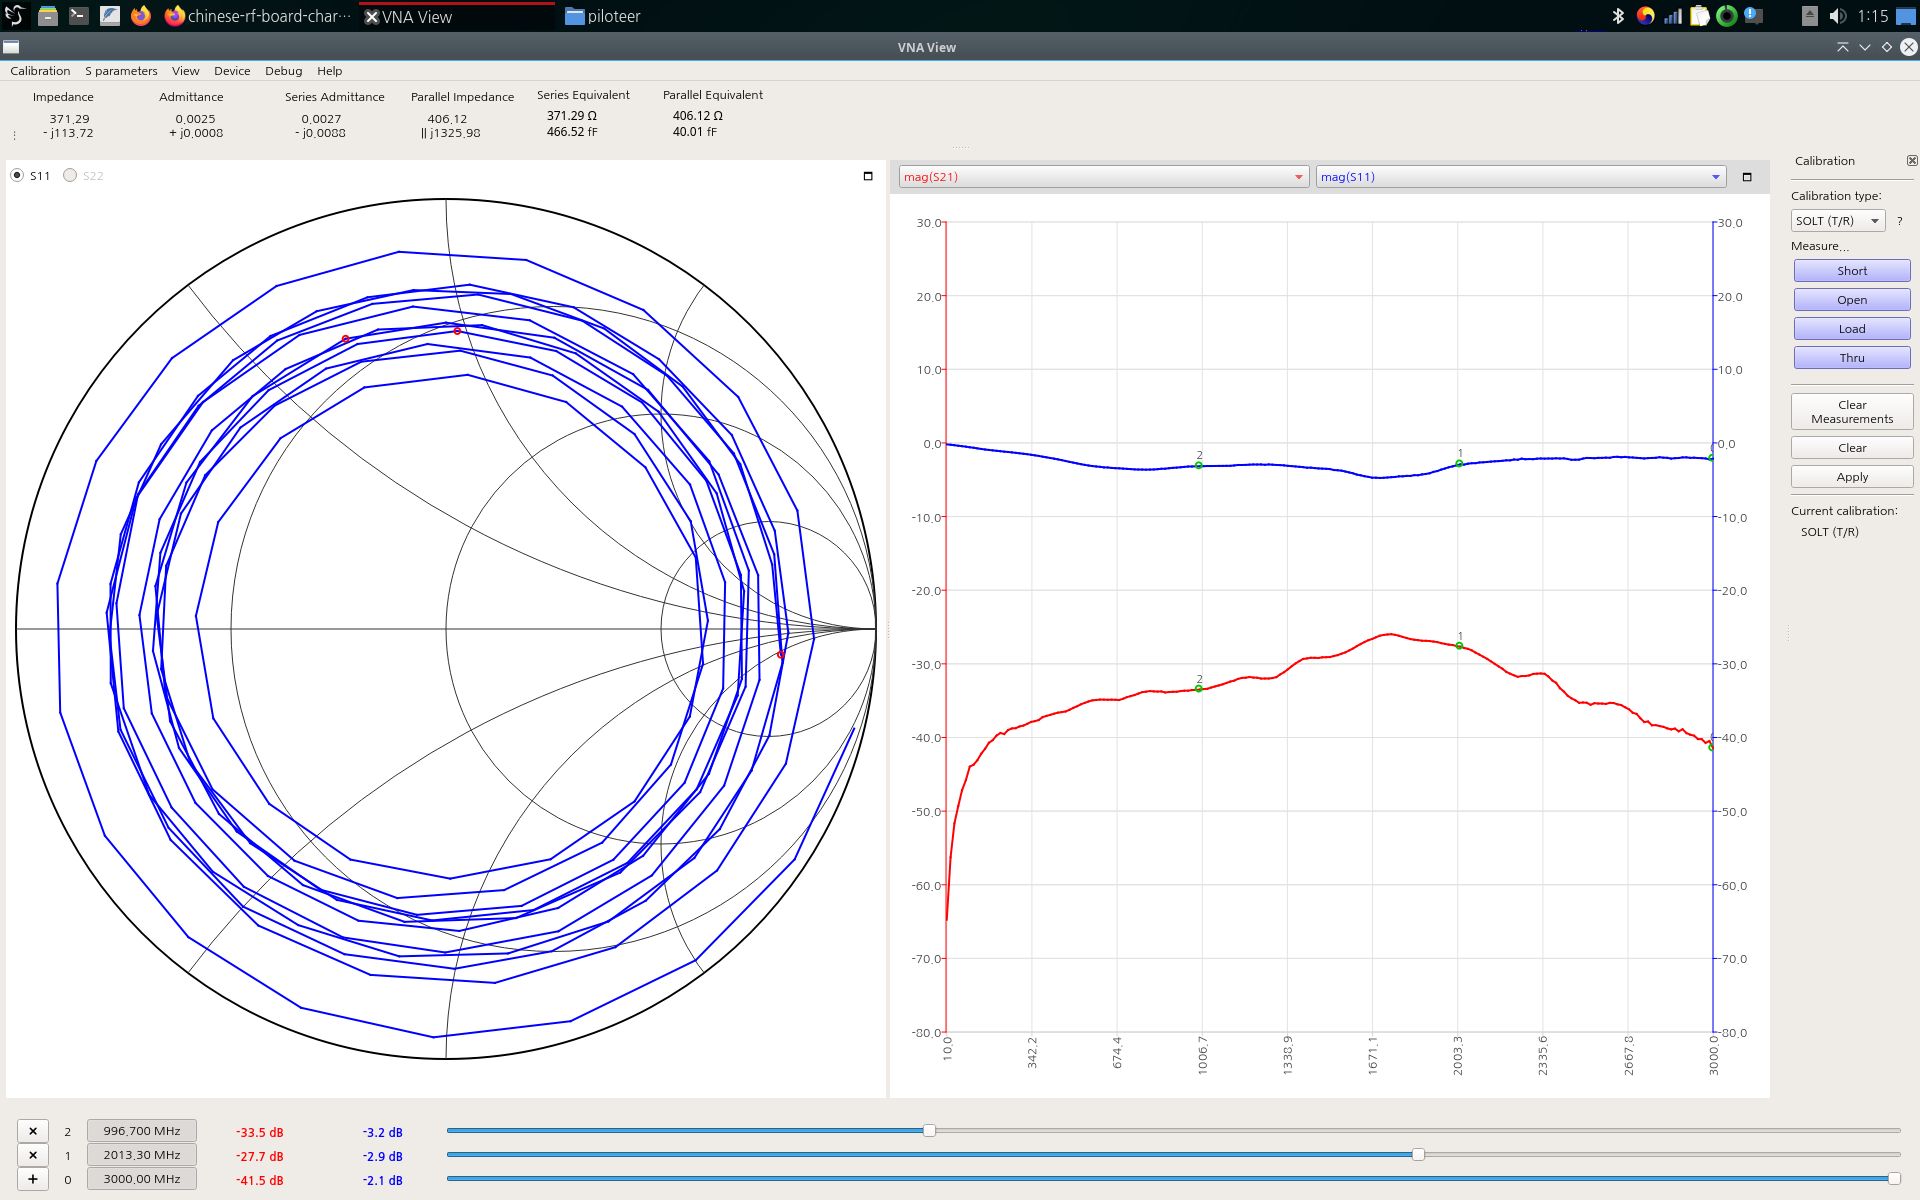 chinese-rf-board-char··· VNA View piloteer 1:15
VNA View
Calibration S parameters View Device Debug Help
Impedance Admittance Series Admittance Parallel Impedance Series Equivalent Parallel Equivalent
371.29 0.0025 0.0027 406.12 371.29 Ω 406.12 Ω
- j113.72 + j0.0008 - j0.0088 || j1325.98 466.52 fF 40.01 fF
S11 S22
mag(S21) mag(S11)
30.0 30.0
20.0 20.0
10.0 10.0
0.0 0.0
-10.0 -10.0
-20.0 -20.0
-30.0 -30.0
-40.0 -40.0
-50.0 -50.0
-60.0 -60.0
-70.0 -70.0
-80.0 -80.0
2 1
2 1
10.0 342.2 674.4 1006.7 1338.9 1671.1 2003.3 2335.6 2667.8 3000.0
Calibration
Calibration type:
SOLT (T/R) ?
Measure...
Short
Open
Load
Thru
Clear
Measurements
Clear
Apply
Current calibration:
SOLT (T/R)
× 2 996.700 MHz -33.5 dB -3.2 dB
× 1 2013.30 MHz -27.7 dB -2.9 dB
+ 0 3000.00 MHz -41.5 dB -2.1 dB